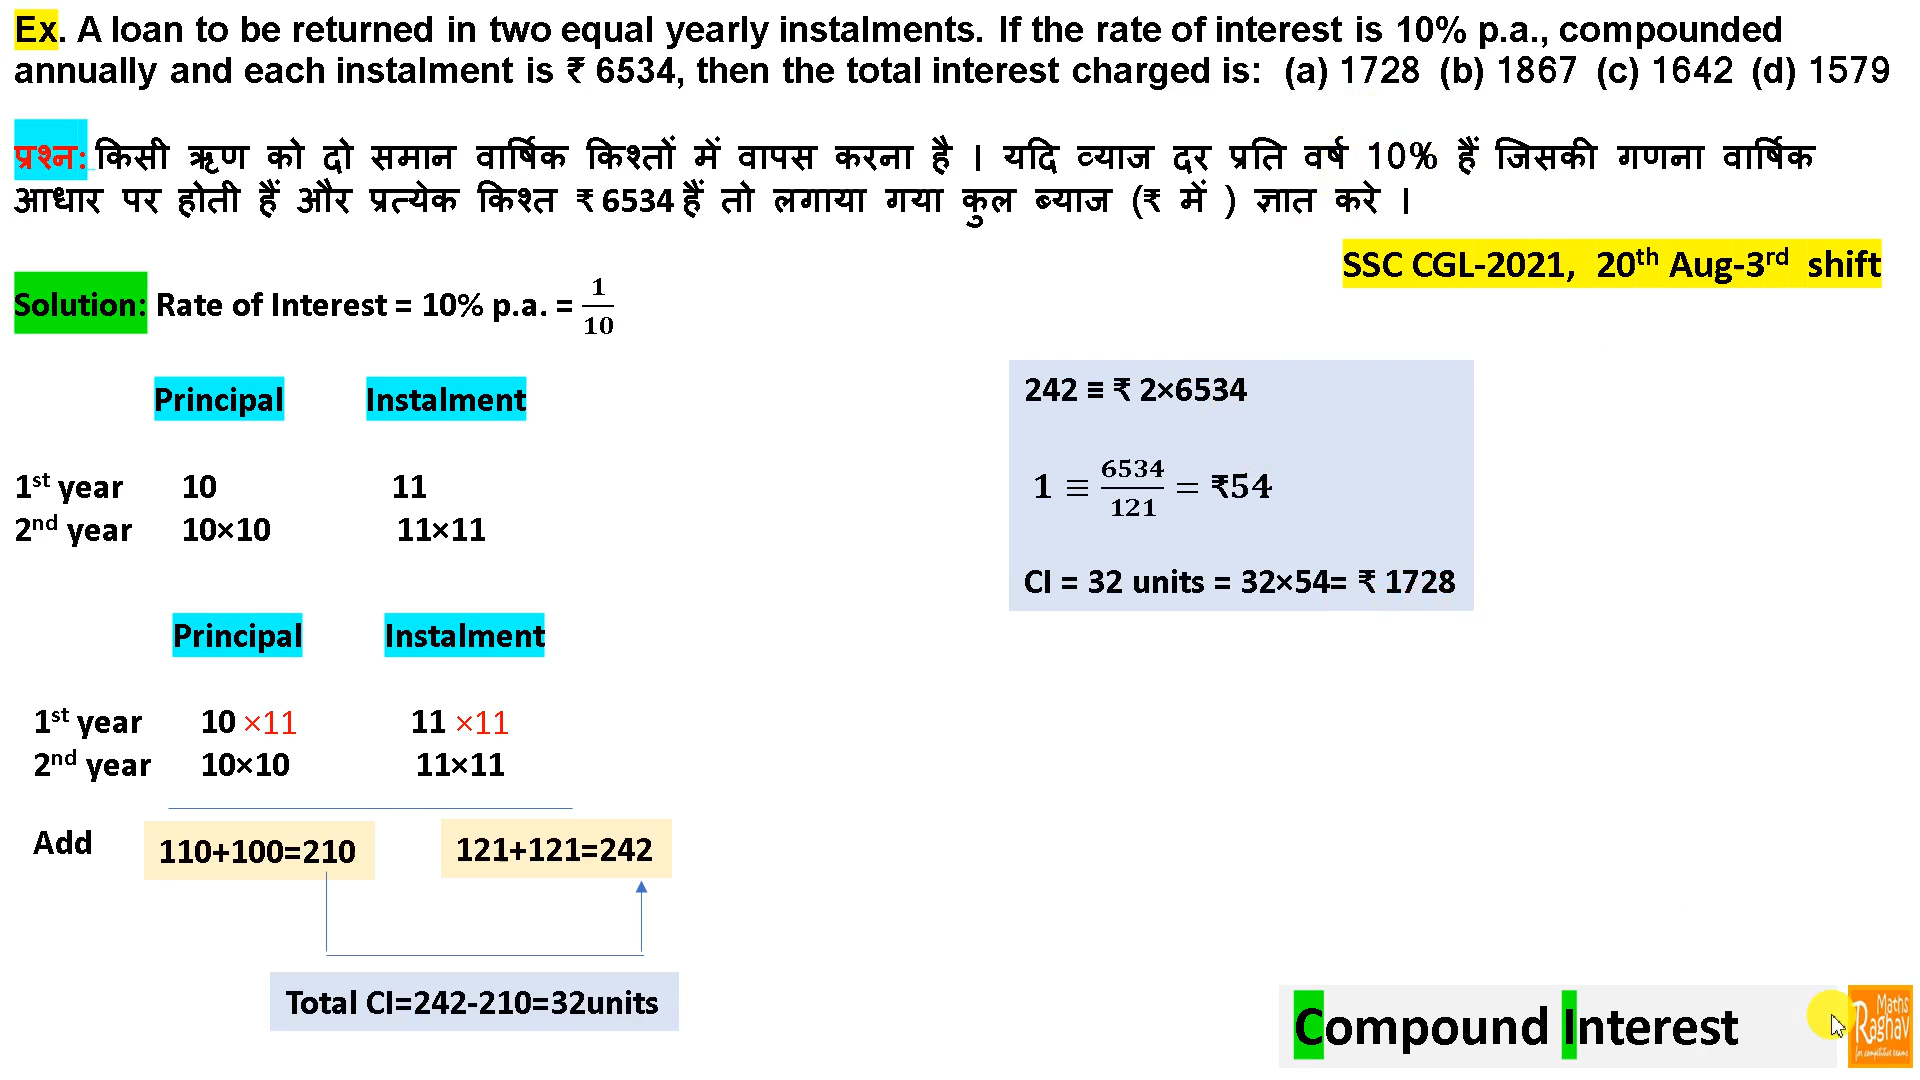 Ex. A loan to be returned in two equal yearly instalments. If the rate of interest is 10% p.a., compounded
annually and each instalment is ₹ 6534, then the total interest charged is: (a) 1728 (b) 1867 (c) 1642 (d) 1579
प्रश्न: किसी ऋण को दो समान वार्षिक किश्तों में वापस करना है । यदि व्याज दर प्रति वर्ष 10% हैं जिसकी गणना वार्षिक
आधार पर होती हैं और प्रत्येक किश्त ₹ 6534 हैं तो लगाया गया कुल ब्याज (₹ में ) ज्ञात करे ।
SSC CGL-2021, 20th Aug-3rd shift
Solution: Rate of Interest = 10% p.a. = 1/10
Principal Instalment
1st year 10 11
2nd year 10×10 11×11
Principal Instalment
1st year 10 ×11 11 ×11
2nd year 10×10 11×11
Add 110+100=210 121+121=242
Total CI=242-210=32units
242 ≡ ₹ 2×6534
1 ≡ 6534/121 = ₹54
CI = 32 units = 32×54= ₹ 1728
Compound Interest
Maths
Raghav
for competitive exams